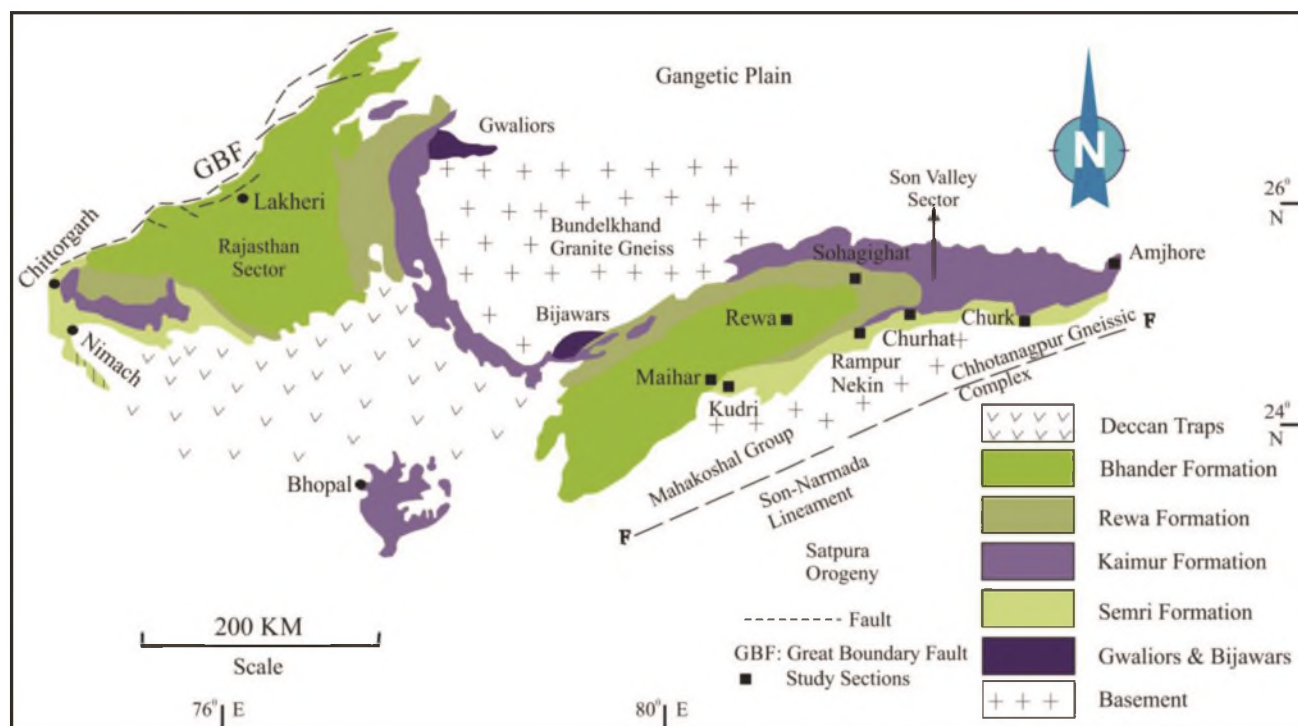 Gangetic Plain
Gwaliors
GBF
N
Son Valley
Sector
26°
N
Lakheri
Bundelkhand
Granite Gneiss
Chittorgarh
Rajasthan
Sector
Sohagighat
Amjhore
Nimach
Bijawars
Rewa
Churhat
Churk
F
Maihar
Kudri
Rampur
Nekin
Chhotanagpur Gneissic
Complex
24°
N
Mahakoshal Group
Son-Narmada
Lineament
Bhopal
F
Satpura
Orogeny
Deccan Traps
Bhander Formation
Rewa Formation
Kaimur Formation
Semri Formation
Gwaliors & Bijawars
Basement
200 KM
Scale
Fault
GBF: Great Boundary Fault
Study Sections
76° E
80° E